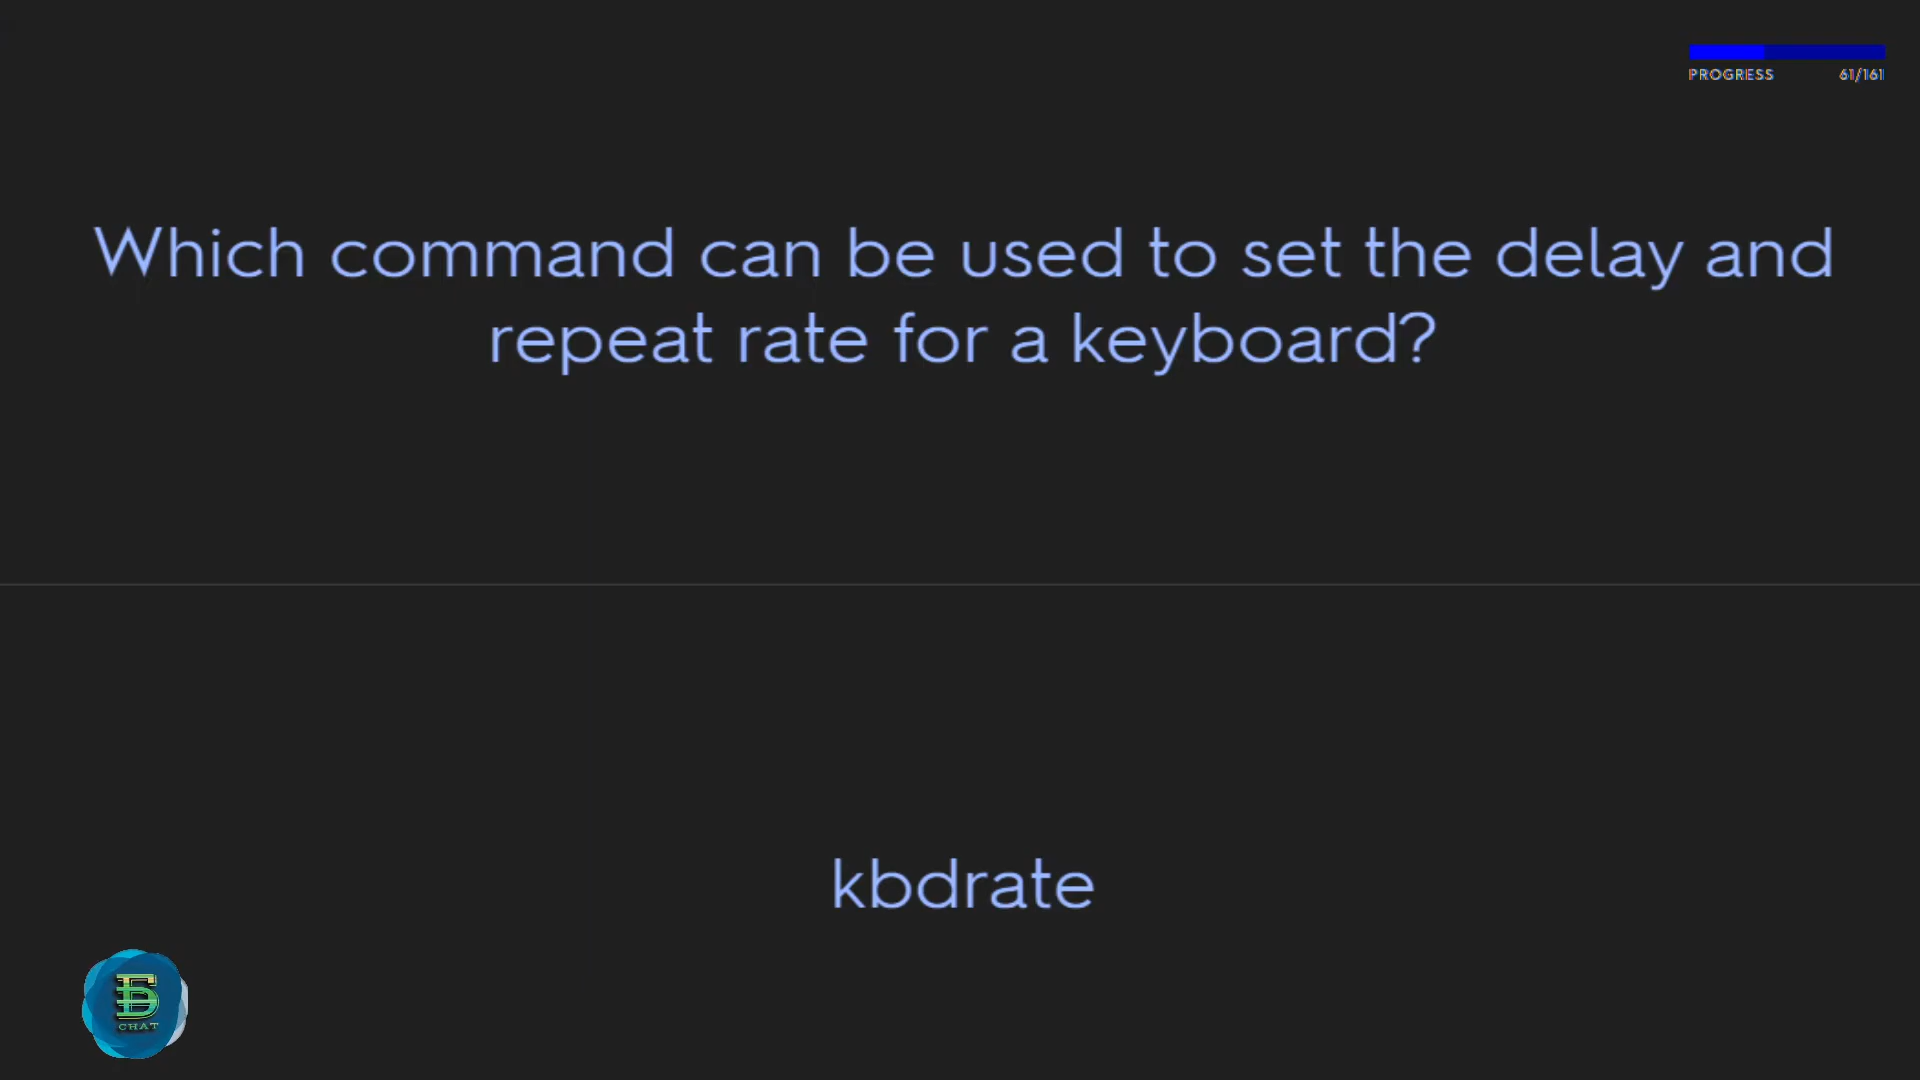 PROGRESS 61/161
Which command can be used to set the delay and
repeat rate for a keyboard?
kbdrate
CHAT